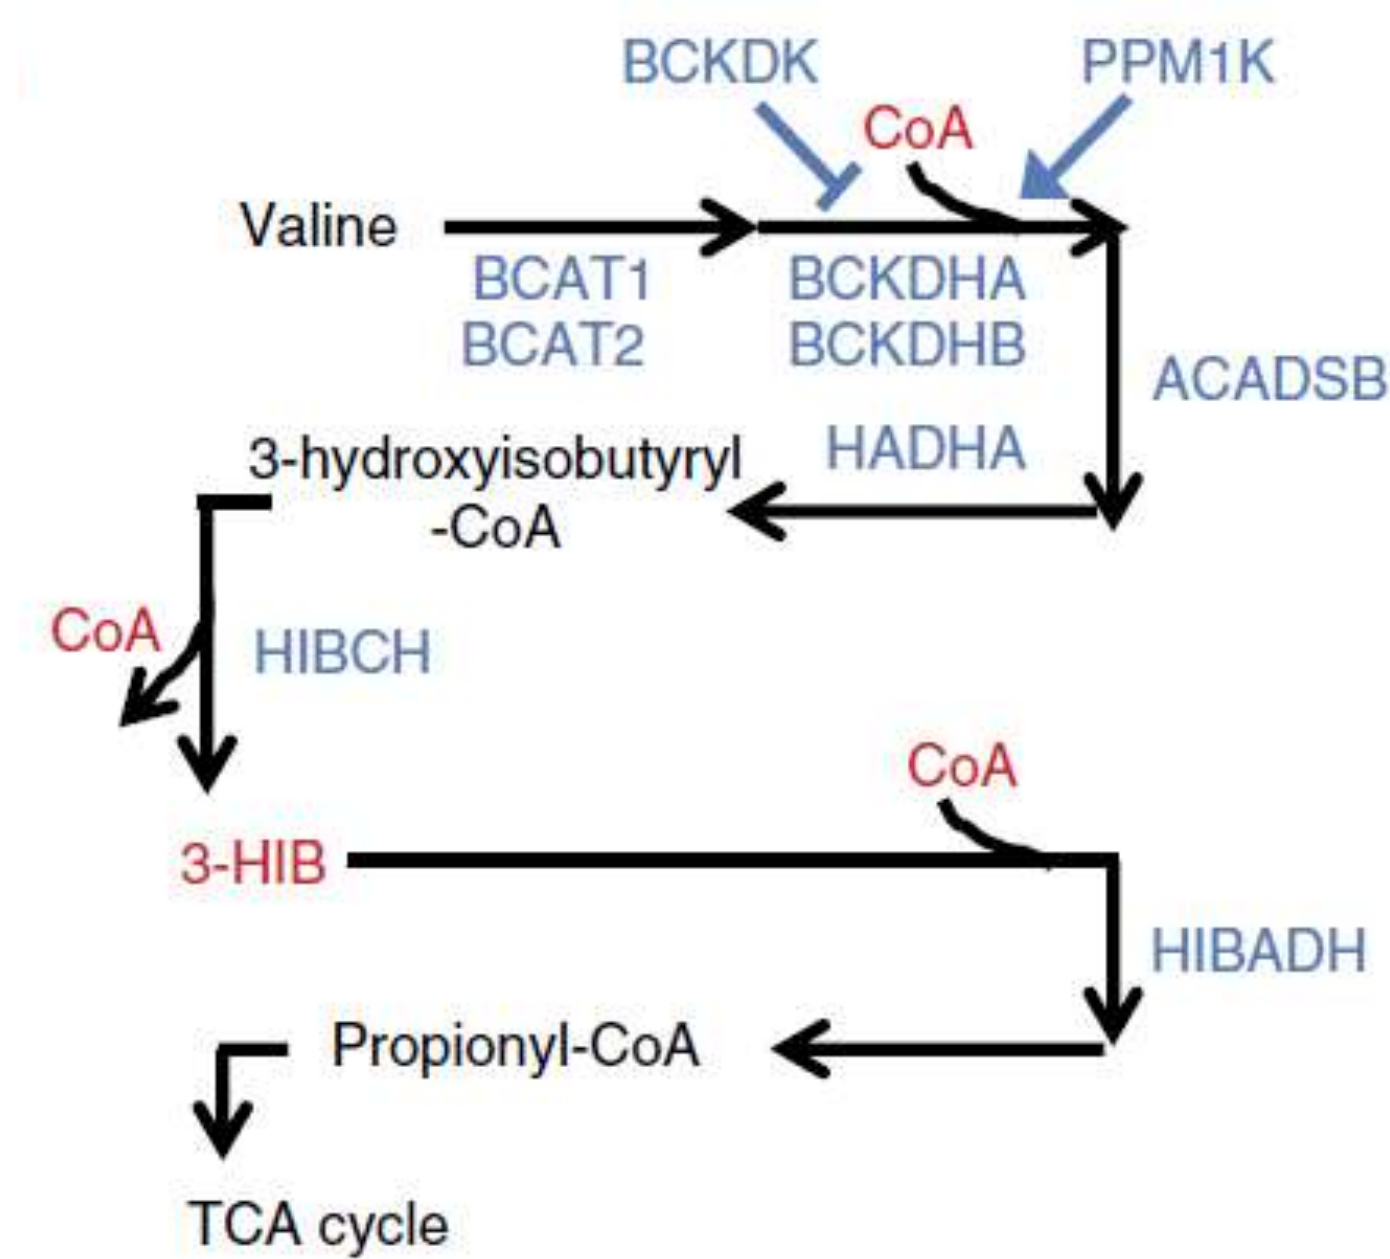 BCKDK
PPM1K
CoA
Valine
BCAT1
BCAT2
BCKDHA
BCKDHB
ACADSB
HADHA
3-hydroxyisobutyryl
-CoA
CoA
HIBCH
CoA
3-HIB
HIBADH
Propionyl-CoA
TCA cycle